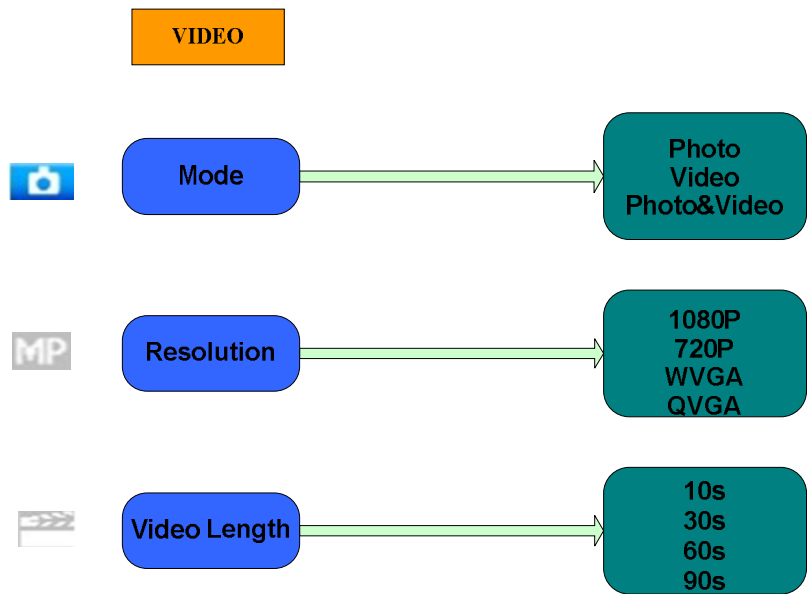 VIDEO
Mode
Photo
Video
Photo&Video
MP
Resolution
1080P
720P
WVGA
QVGA
Video Length
10s
30s
60s
90s